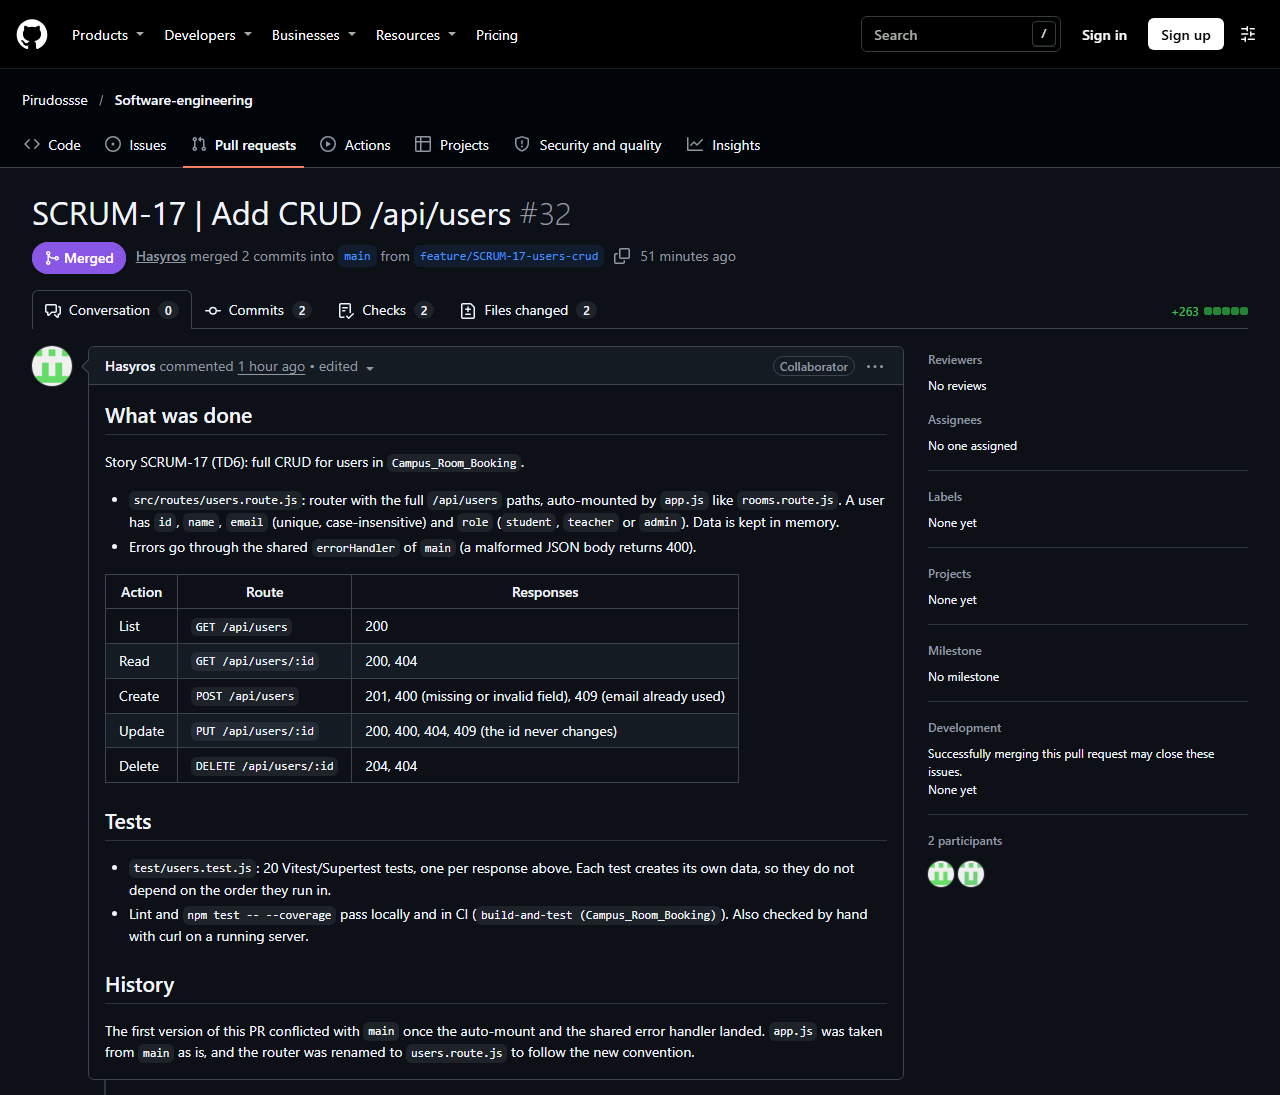 Products Developers Businesses Resources Pricing Search / Sign in Sign up
Pirudossse / Software-engineering
Code Issues Pull requests Actions Projects Security and quality Insights
SCRUM-17 | Add CRUD /api/users #32
Merged Hasyros merged 2 commits into main from feature/SCRUM-17-users-crud 51 minutes ago
Conversation 0 Commits 2 Checks 2 Files changed 2 +263
Hasyros commented 1 hour ago • edited Collaborator
What was done
Story SCRUM-17 (TD6): full CRUD for users in Campus_Room_Booking.
• src/routes/users.route.js: router with the full /api/users paths, auto-mounted by app.js like rooms.route.js. A user
has id, name, email (unique, case-insensitive) and role (student, teacher or admin). Data is kept in memory.
• Errors go through the shared errorHandler of main (a malformed JSON body returns 400).
Action Route Responses
List GET /api/users 200
Read GET /api/users/:id 200, 404
Create POST /api/users 201, 400 (missing or invalid field), 409 (email already used)
Update PUT /api/users/:id 200, 400, 404, 409 (the id never changes)
Delete DELETE /api/users/:id 204, 404
Tests
• test/users.test.js: 20 Vitest/Supertest tests, one per response above. Each test creates its own data, so they do not
depend on the order they run in.
• Lint and npm test -- --coverage pass locally and in CI (build-and-test (Campus_Room_Booking)). Also checked by hand
with curl on a running server.
History
The first version of this PR conflicted with main once the auto-mount and the shared error handler landed. app.js was taken
from main as is, and the router was renamed to users.route.js to follow the new convention.
Reviewers
No reviews
Assignees
No one assigned
Labels
None yet
Projects
None yet
Milestone
No milestone
Development
Successfully merging this pull request may close these
issues.
None yet
2 participants